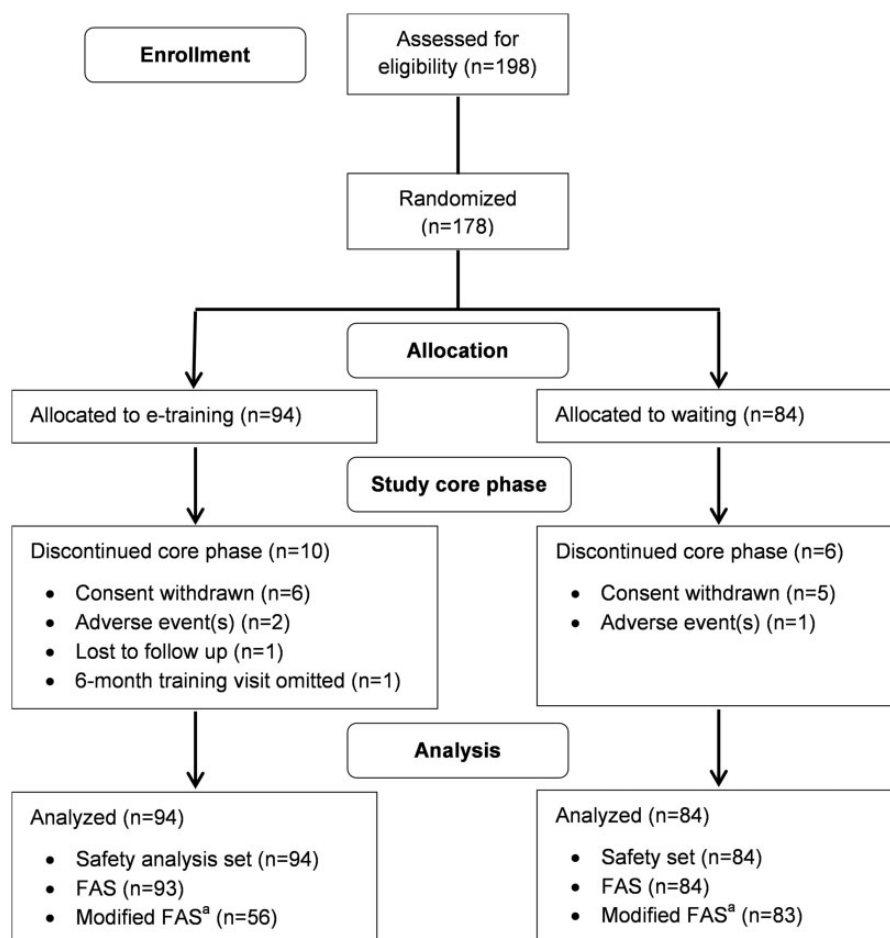 Enrollment
Assessed for
eligibility (n=198)
Randomized
(n=178)
Allocation
Allocated to e-training (n=94)
Allocated to waiting (n=84)
Study core phase
Discontinued core phase (n=10)
• Consent withdrawn (n=6)
• Adverse event(s) (n=2)
• Lost to follow up (n=1)
• 6-month training visit omitted (n=1)
Discontinued core phase (n=6)
• Consent withdrawn (n=5)
• Adverse event(s) (n=1)
Analysis
Analyzed (n=94)
• Safety analysis set (n=94)
• FAS (n=93)
• Modified FASª (n=56)
Analyzed (n=84)
• Safety set (n=84)
• FAS (n=84)
• Modified FASª (n=83)